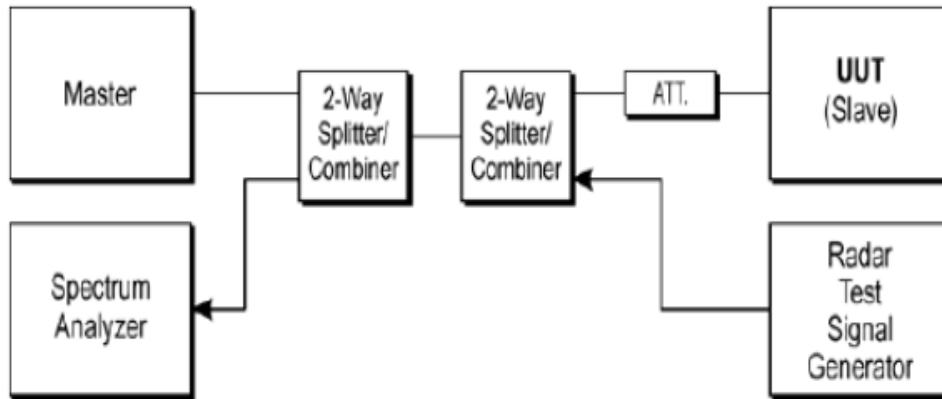 Master
2-Way
Splitter/
Combiner
2-Way
Splitter/
Combiner
ATT.
UUT
(Slave)
Spectrum
Analyzer
Radar
Test
Signal
Generator